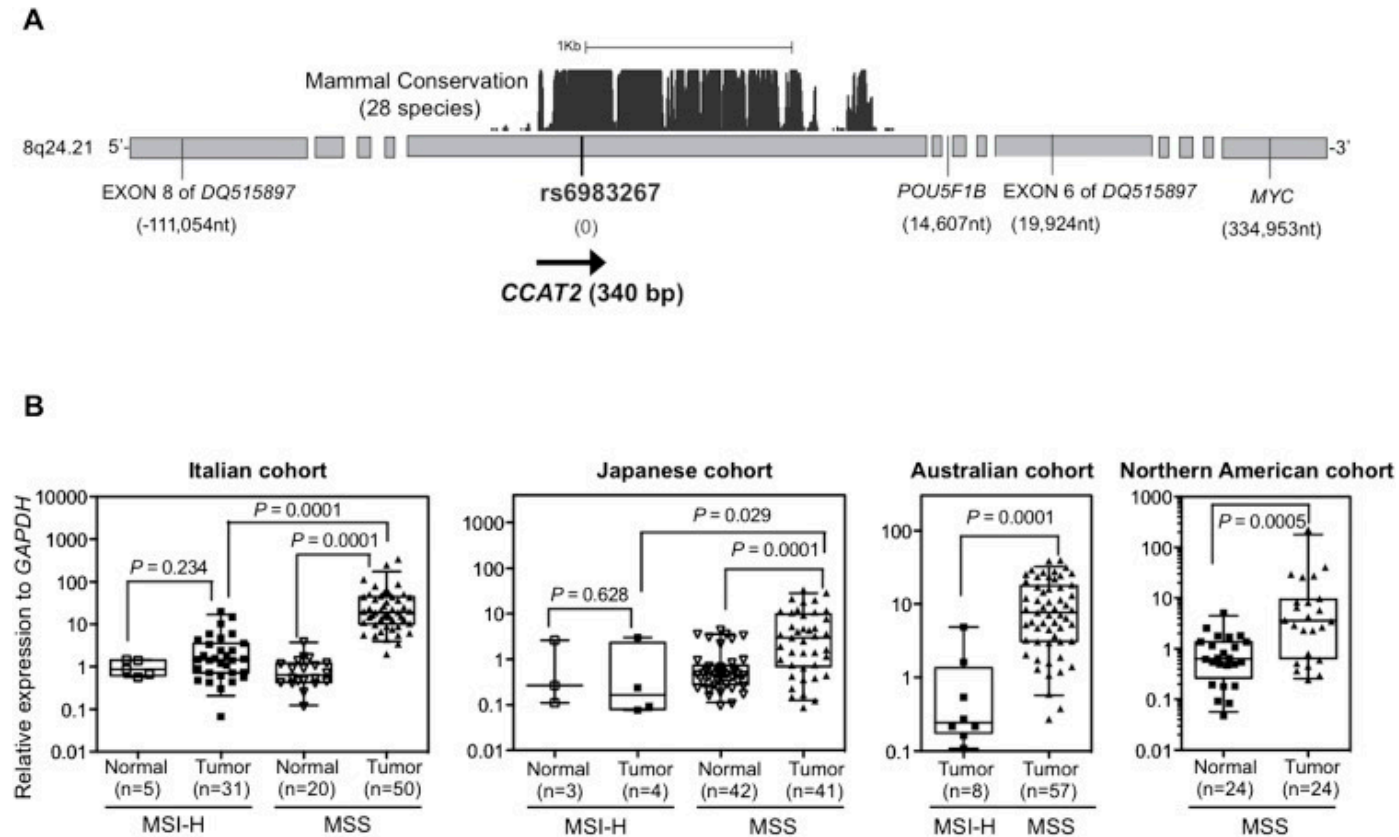 A
1Kb
Mammal Conservation
(28 species)
8q24.21 5'- -3'
EXON 8 of DQ515897
(-111,054nt)
rs6983267
(0)
POU5F1B
(14,607nt)
EXON 6 of DQ515897
(19,924nt)
MYC
(334,953nt)
CCAT2 (340 bp)
B
Relative expression to GAPDH
Italian cohort
10000
1000
100
10
1
0.1
0.01
P = 0.0001
P = 0.0001
P = 0.234
Normal Tumor Normal Tumor
(n=5) (n=31) (n=20) (n=50)
MSI-H MSS
Japanese cohort
1000
100
10
1
0.1
0.01
P = 0.029
P = 0.0001
P = 0.628
Normal Tumor Normal Tumor
(n=3) (n=4) (n=42) (n=41)
MSI-H MSS
Australian cohort
100
10
1
0.1
P = 0.0001
Tumor Tumor
(n=8) (n=57)
MSI-H MSS
Northern American cohort
1000
100
10
1
0.1
0.01
P = 0.0005
Normal Tumor
(n=24) (n=24)
MSS